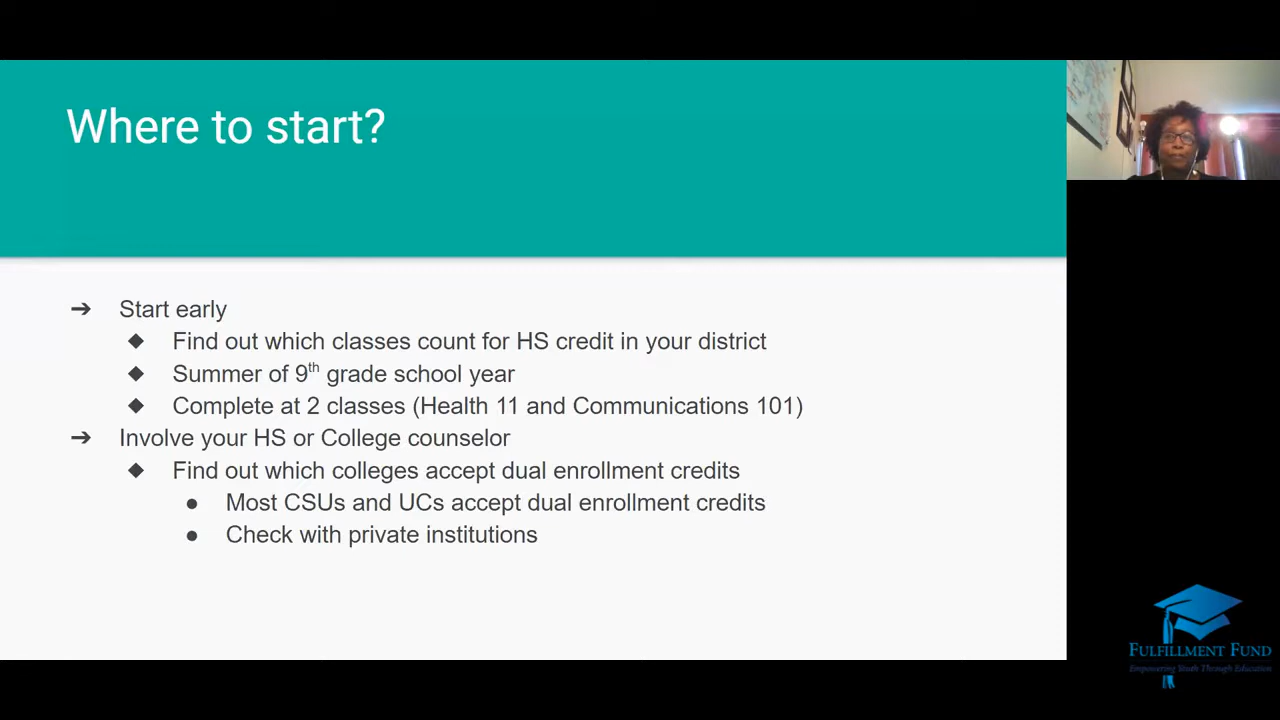 Where to start?
➔ Start early
◆ Find out which classes count for HS credit in your district
◆ Summer of 9th grade school year
◆ Complete at 2 classes (Health 11 and Communications 101)
➔ Involve your HS or College counselor
◆ Find out which colleges accept dual enrollment credits
● Most CSUs and UCs accept dual enrollment credits
● Check with private institutions
FULFILLMENT FUND
Empowering Youth Through Education